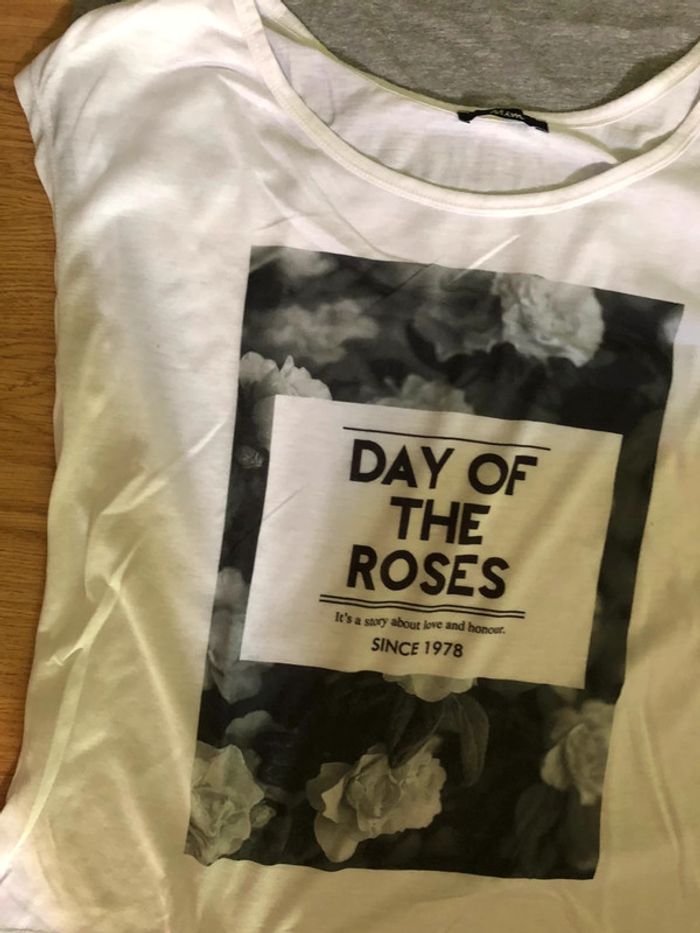 DAY OF
THE
ROSES
It's a story about love and honour.
SINCE 1978